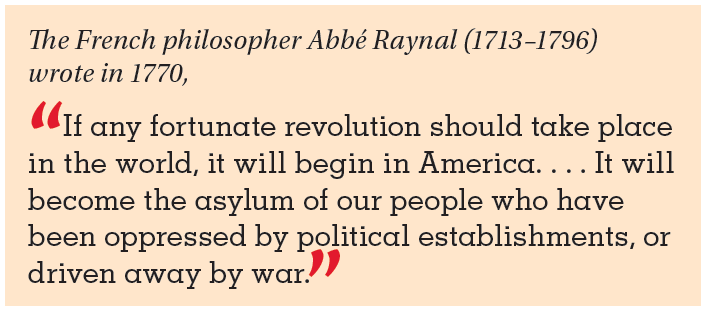 The French philosopher Abbé Raynal (1713–1796)
wrote in 1770,
“If any fortunate revolution should take place
in the world, it will begin in America. . . . It will
become the asylum of our people who have
been oppressed by political establishments, or
driven away by war.”